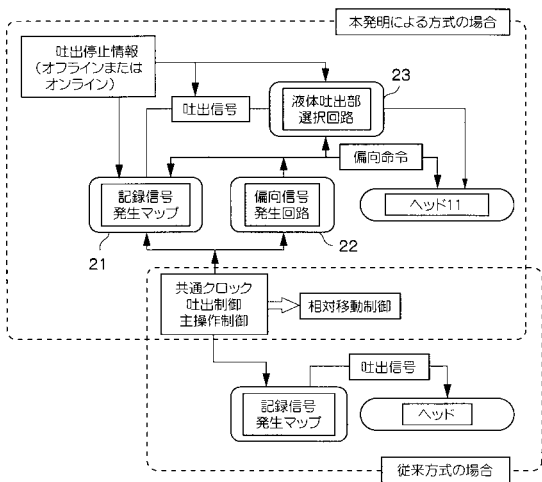 本発明による方式の場合
吐出停止情報
(オフラインまたは
オンライン)
23
吐出信号
液体吐出部
選択回路
偏向命令
記録信号
発生マップ
偏向信号
発生回路
ヘッド11
21
22
共通クロック
吐出制御
主操作制御
相対移動制御
吐出信号
記録信号
発生マップ
ヘッド
従来方式の場合